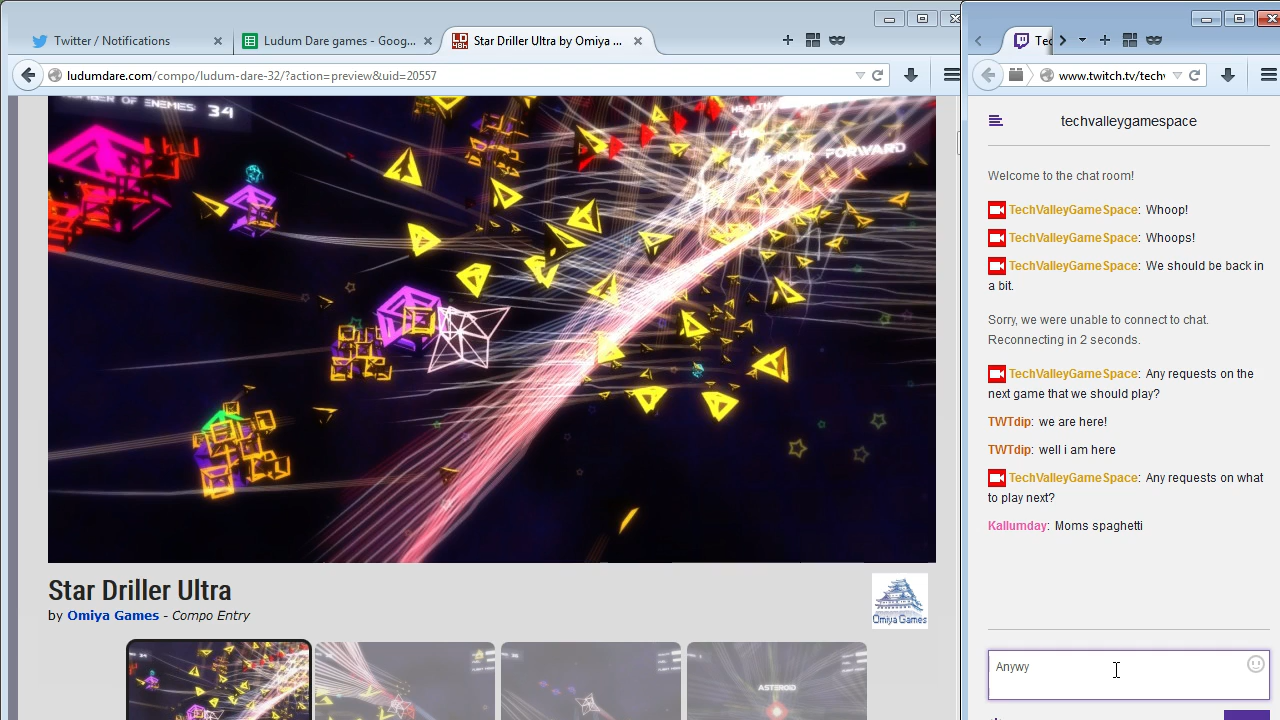 Twitter / Notifications
Ludum Dare games - Goog...
Star Driller Ultra by Omiya ...
Tec
ludumdare.com/compo/ludum-dare-32/?action=preview&uid=20557
www.twitch.tv/techv
NUMBER OF ENEMIES 34
HEALTH
FORWARD
Star Driller Ultra
by Omiya Games - Compo Entry
Omiya Games
ASTEROID
techvalleygamespace
Welcome to the chat room!
TechValleyGameSpace: Whoop!
TechValleyGameSpace: Whoops!
TechValleyGameSpace: We should be back in
a bit.
Sorry, we were unable to connect to chat.
Reconnecting in 2 seconds.
TechValleyGameSpace: Any requests on the
next game that we should play?
TWTdip: we are here!
TWTdip: well i am here
TechValleyGameSpace: Any requests on what
to play next?
Kallumday: Moms spaghetti
Anywy